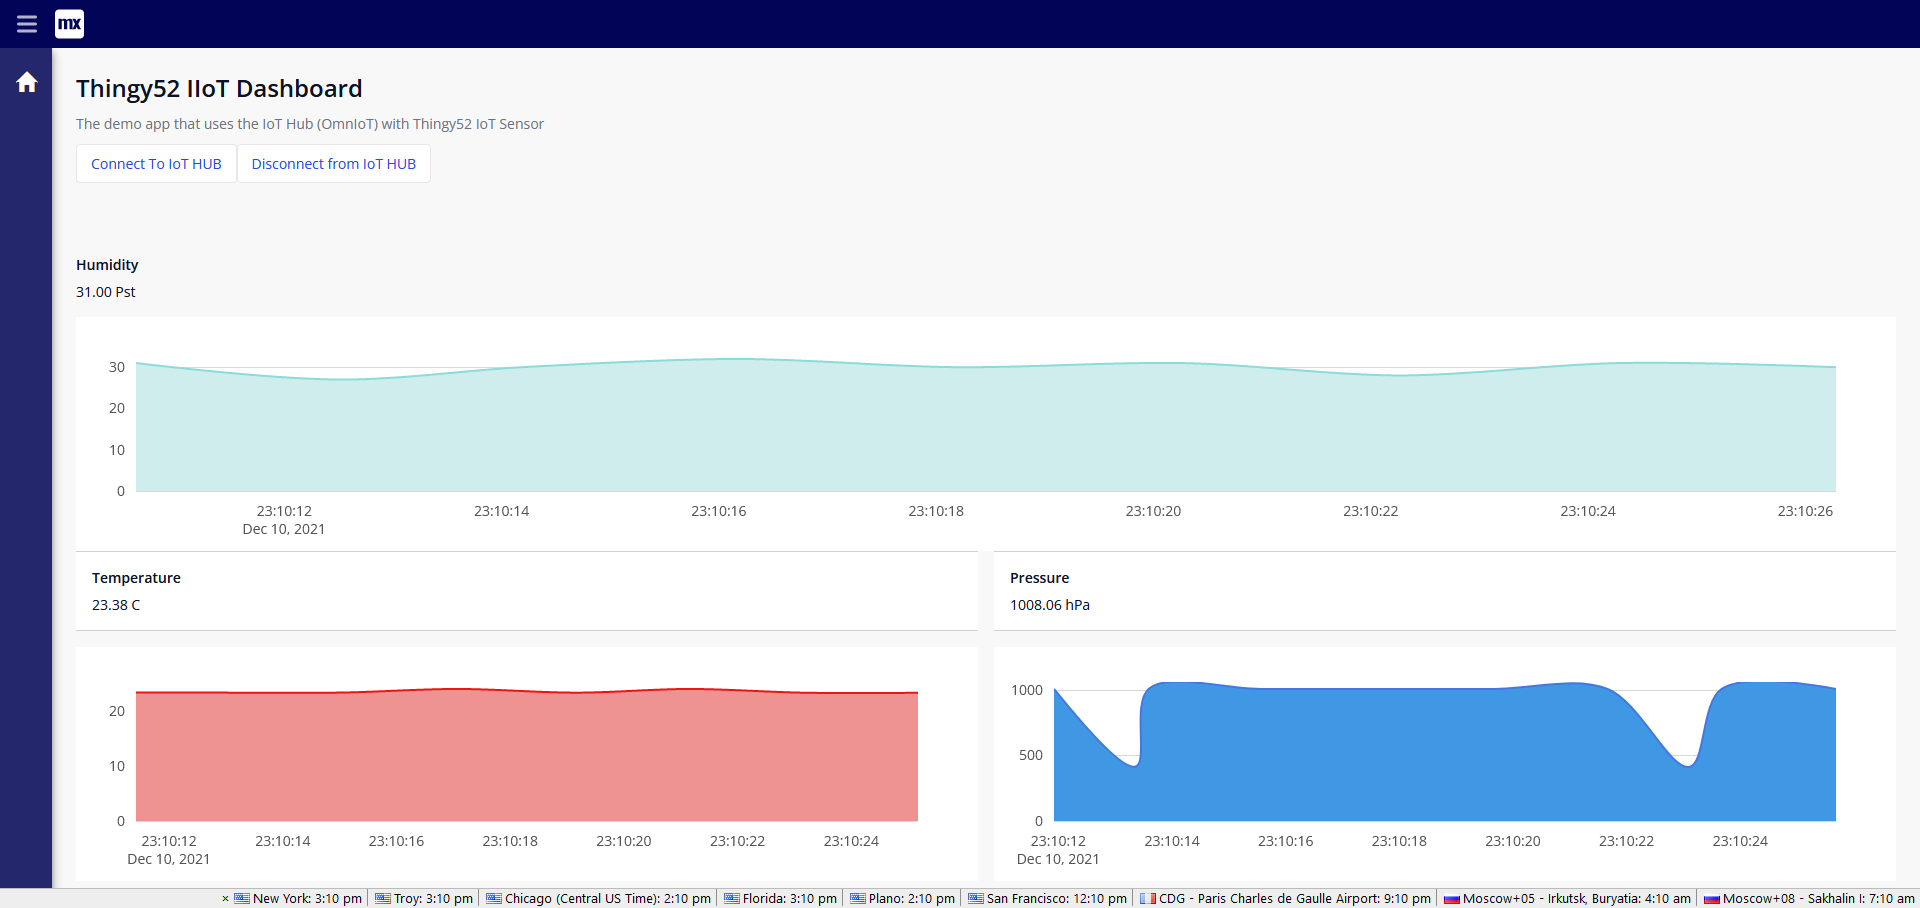 mx
Thingy52 IIoT Dashboard
The demo app that uses the IoT Hub (OmnIoT) with Thingy52 IoT Sensor
Connect To IoT HUB Disconnect from IoT HUB
Humidity
31.00 Pst
30
20
10
0
23:10:12 23:10:14 23:10:16 23:10:18 23:10:20 23:10:22 23:10:24 23:10:26
Dec 10, 2021
Temperature
23.38 C
20
10
0
23:10:12 23:10:14 23:10:16 23:10:18 23:10:20 23:10:22 23:10:24
Dec 10, 2021
Pressure
1008.06 hPa
1000
500
0
23:10:12 23:10:14 23:10:16 23:10:18 23:10:20 23:10:22 23:10:24
Dec 10, 2021
× New York: 3:10 pm Troy: 3:10 pm Chicago (Central US Time): 2:10 pm Florida: 3:10 pm Plano: 2:10 pm San Francisco: 12:10 pm CDG - Paris Charles de Gaulle Airport: 9:10 pm Moscow+05 - Irkutsk, Buryatia: 4:10 am Moscow+08 - Sakhalin I: 7:10 am